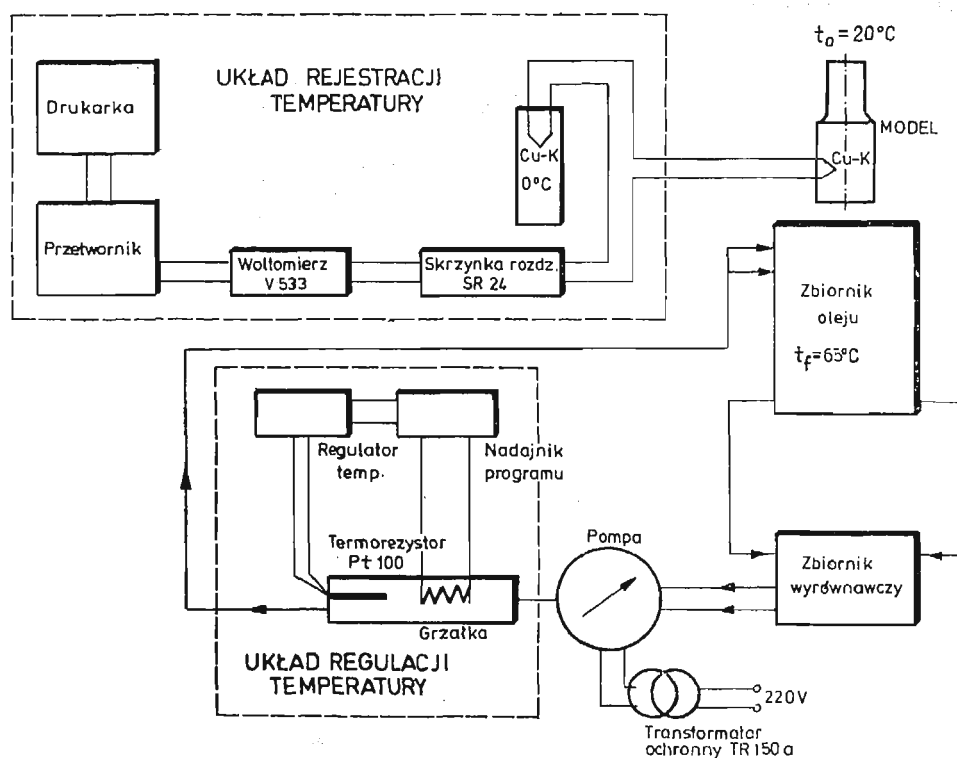 UKŁAD REJESTRACJI
TEMPERATURY
Drukarka
Przetwornik
Woltomierz
V 533
Skrzynka rozdz.
SR 24
Cu-K
0°C
t_a = 20°C
MODEL
Cu-K
Zbiornik
oleju
t_f = 65°C
Regulator
temp.
Nadajnik
programu
Termorezystor
Pt 100
Grzałka
UKŁAD REGULACJI
TEMPERATURY
Pompa
Zbiornik
wyrównawczy
220V
Transformator
ochronny TR 150 a